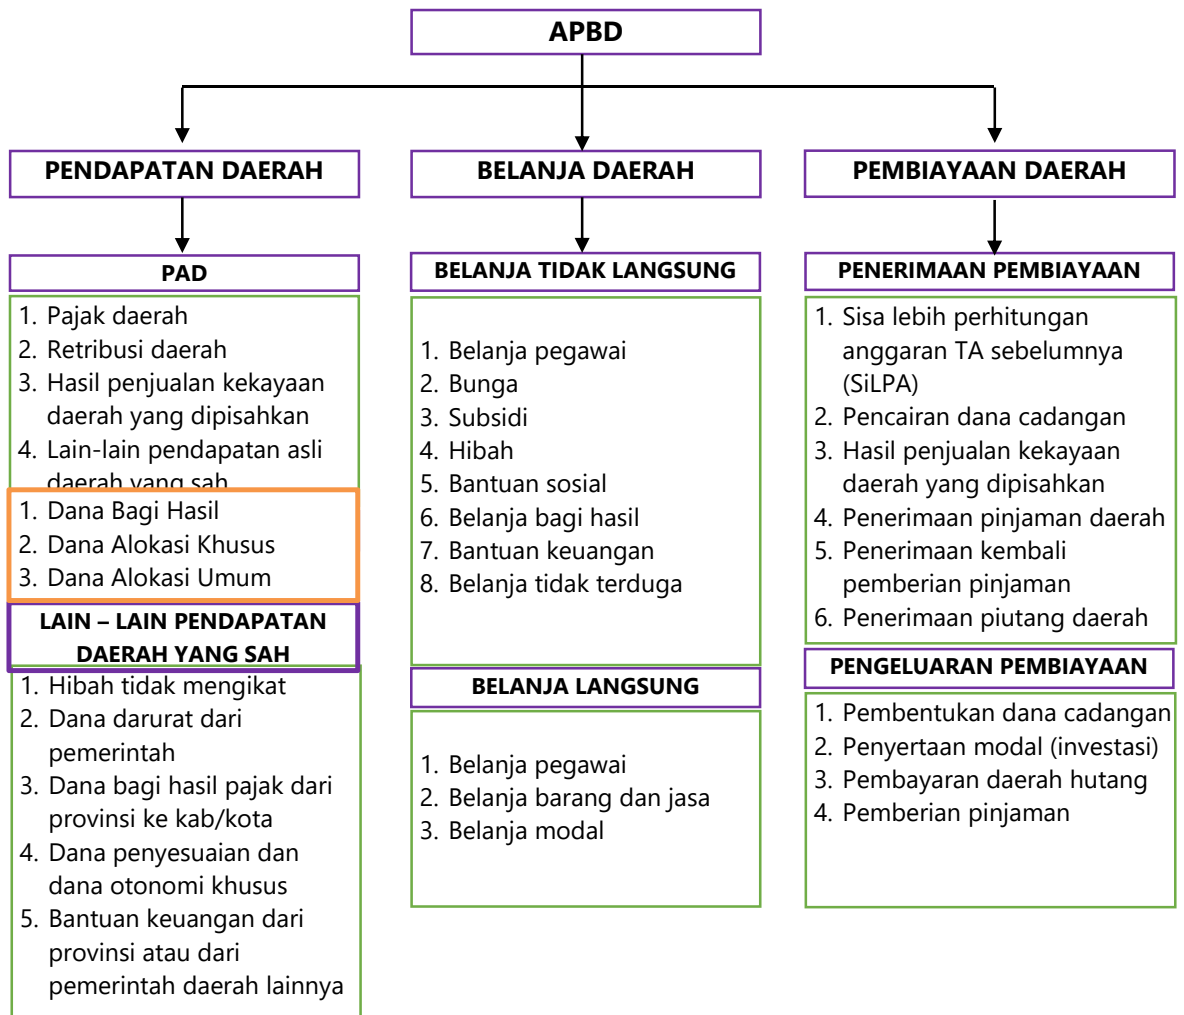 APBD
PENDAPATAN DAERAH
PAD
1. Pajak daerah
2. Retribusi daerah
3. Hasil penjualan kekayaan
daerah yang dipisahkan
4. Lain-lain pendapatan asli
daerah yang sah
1. Dana Bagi Hasil
2. Dana Alokasi Khusus
3. Dana Alokasi Umum
LAIN – LAIN PENDAPATAN
DAERAH YANG SAH
1. Hibah tidak mengikat
2. Dana darurat dari
pemerintah
3. Dana bagi hasil pajak dari
provinsi ke kab/kota
4. Dana penyesuaian dan
dana otonomi khusus
5. Bantuan keuangan dari
provinsi atau dari
pemerintah daerah lainnya
BELANJA DAERAH
BELANJA TIDAK LANGSUNG
1. Belanja pegawai
2. Bunga
3. Subsidi
4. Hibah
5. Bantuan sosial
6. Belanja bagi hasil
7. Bantuan keuangan
8. Belanja tidak terduga
BELANJA LANGSUNG
1. Belanja pegawai
2. Belanja barang dan jasa
3. Belanja modal
PEMBIAYAAN DAERAH
PENERIMAAN PEMBIAYAAN
1. Sisa lebih perhitungan
anggaran TA sebelumnya
(SiLPA)
2. Pencairan dana cadangan
3. Hasil penjualan kekayaan
daerah yang dipisahkan
4. Penerimaan pinjaman daerah
5. Penerimaan kembali
pemberian pinjaman
6. Penerimaan piutang daerah
PENGELUARAN PEMBIAYAAN
1. Pembentukan dana cadangan
2. Penyertaan modal (investasi)
3. Pembayaran daerah hutang
4. Pemberian pinjaman